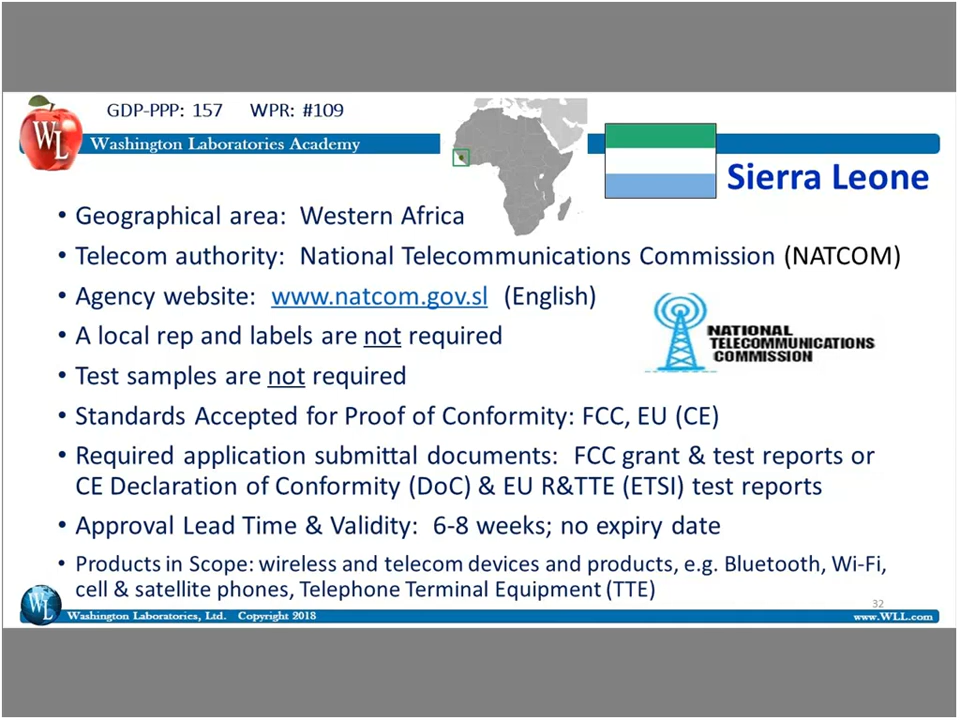 GDP-PPP: 157 WPR: #109
WL
Washington Laboratories Academy
Sierra Leone
• Geographical area: Western Africa
• Telecom authority: National Telecommunications Commission (NATCOM)
• Agency website: www.natcom.gov.sl (English)
• A local rep and labels are not required
NATIONAL
TELECOMMUNICATIONS
COMMISSION
• Test samples are not required
• Standards Accepted for Proof of Conformity: FCC, EU (CE)
• Required application submittal documents: FCC grant & test reports or
CE Declaration of Conformity (DoC) & EU R&TTE (ETSI) test reports
• Approval Lead Time & Validity: 6-8 weeks; no expiry date
• Products in Scope: wireless and telecom devices and products, e.g. Bluetooth, Wi-Fi,
cell & satellite phones, Telephone Terminal Equipment (TTE)
32
WL
Washington Laboratories, Ltd. Copyright 2018
www.WLL.com